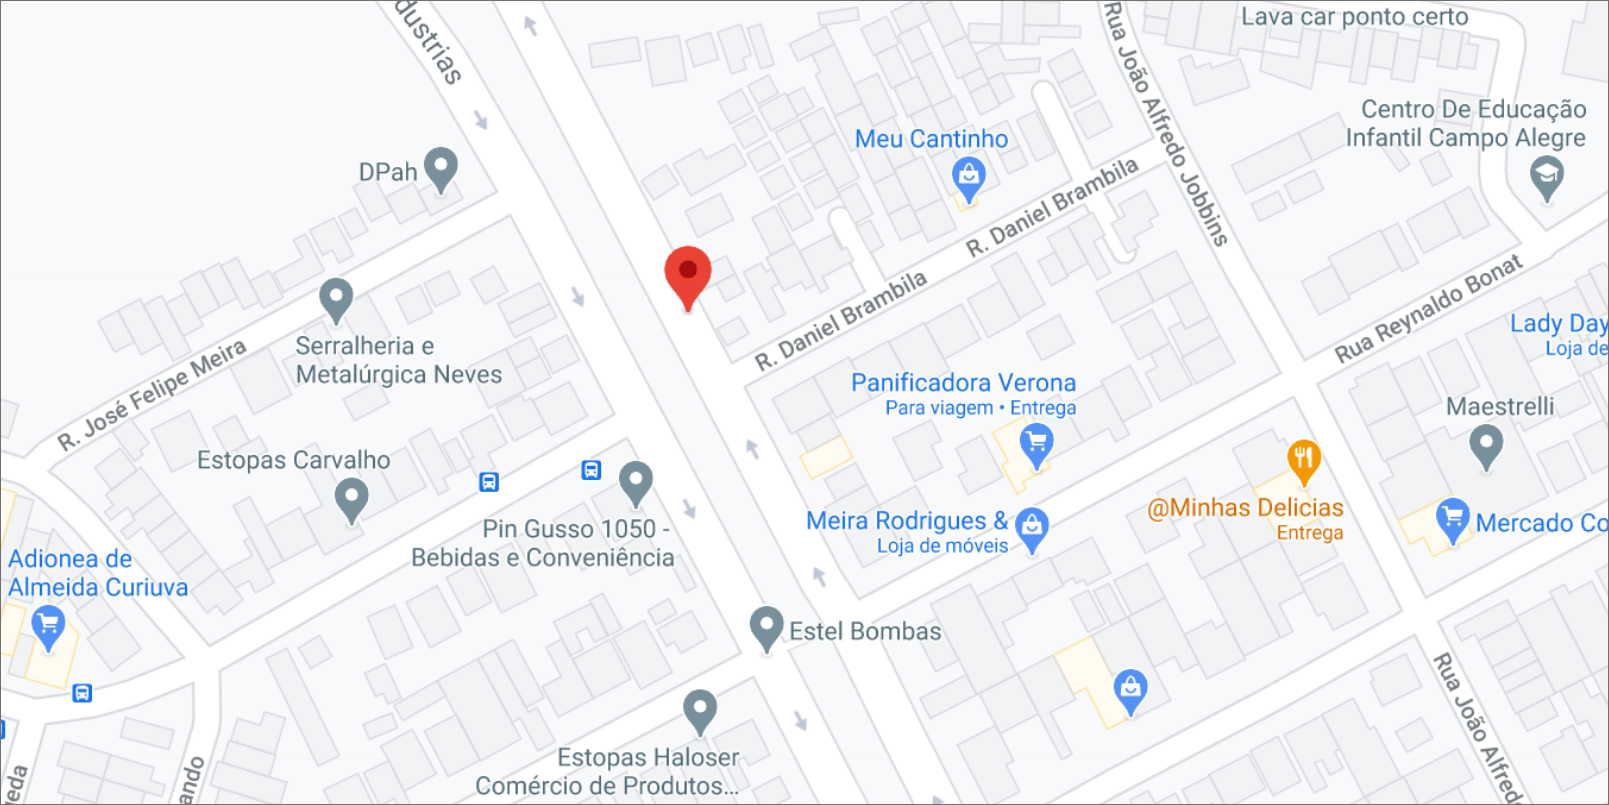 dustrias
Lava car ponto certo
Rua João Alfredo Jobbins
Centro De Educação
Infantil Campo Alegre
Meu Cantinho
DPah
R. Daniel Brambila
R. Daniel Brambila
Rua Reynaldo Bonat
Lady Day
Loja de
Serralheria e
Metalúrgica Neves
R. José Felipe Meira
Panificadora Verona
Para viagem • Entrega
Maestrelli
Estopas Carvalho
@Minhas Delicias
Entrega
Mercado Co
Meira Rodrigues &
Loja de móveis
Pin Gusso 1050 -
Bebidas e Conveniência
Adionea de
Almeida Curiuva
Estel Bombas
Rua João Alfredo
Estopas Haloser
Comércio de Produtos...
eda
ando